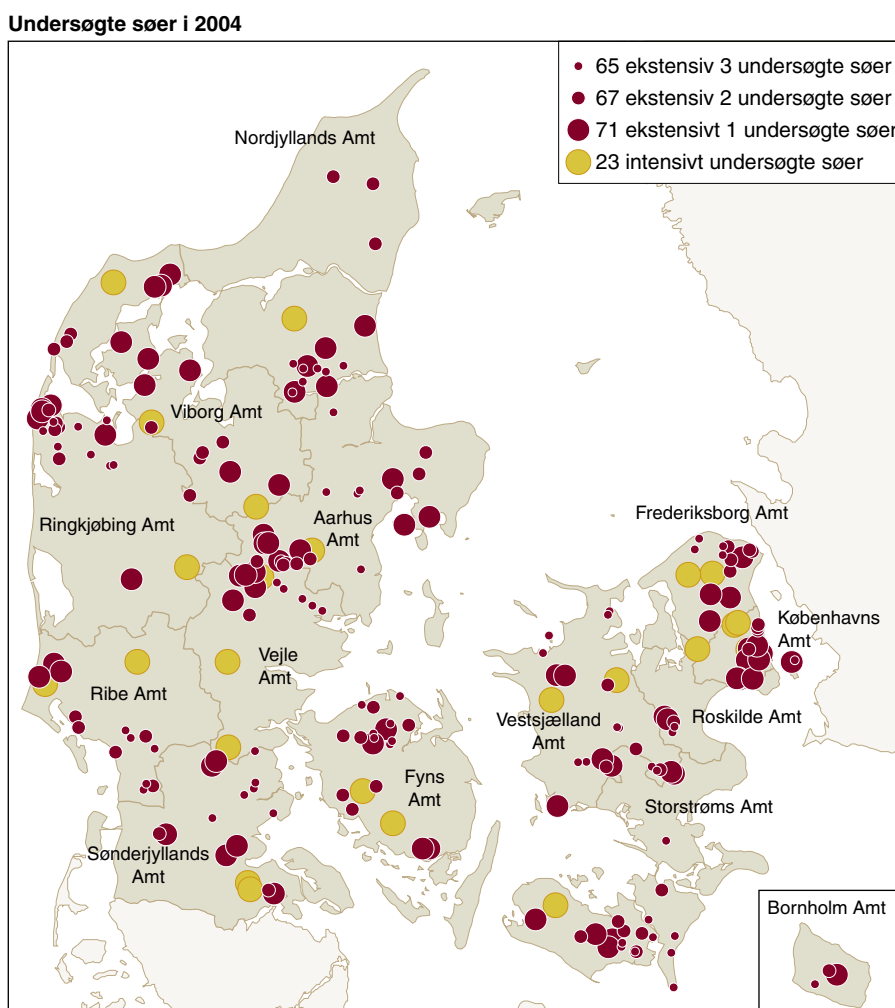 Undersøgte søer i 2004
65 ekstensiv 3 undersøgte søer
67 ekstensiv 2 undersøgte søer
71 ekstensivt 1 undersøgte søer
23 intensivt undersøgte søer
Nordjyllands Amt
Viborg Amt
Ringkjøbing Amt
Aarhus
Amt
Frederiksborg Amt
Københavns
Amt
Ribe Amt
Vejle
Amt
Vestsjælland
Amt
Roskilde Amt
Fyns
Amt
Storstrøms Amt
Sønderjyllands
Amt
Bornholm Amt